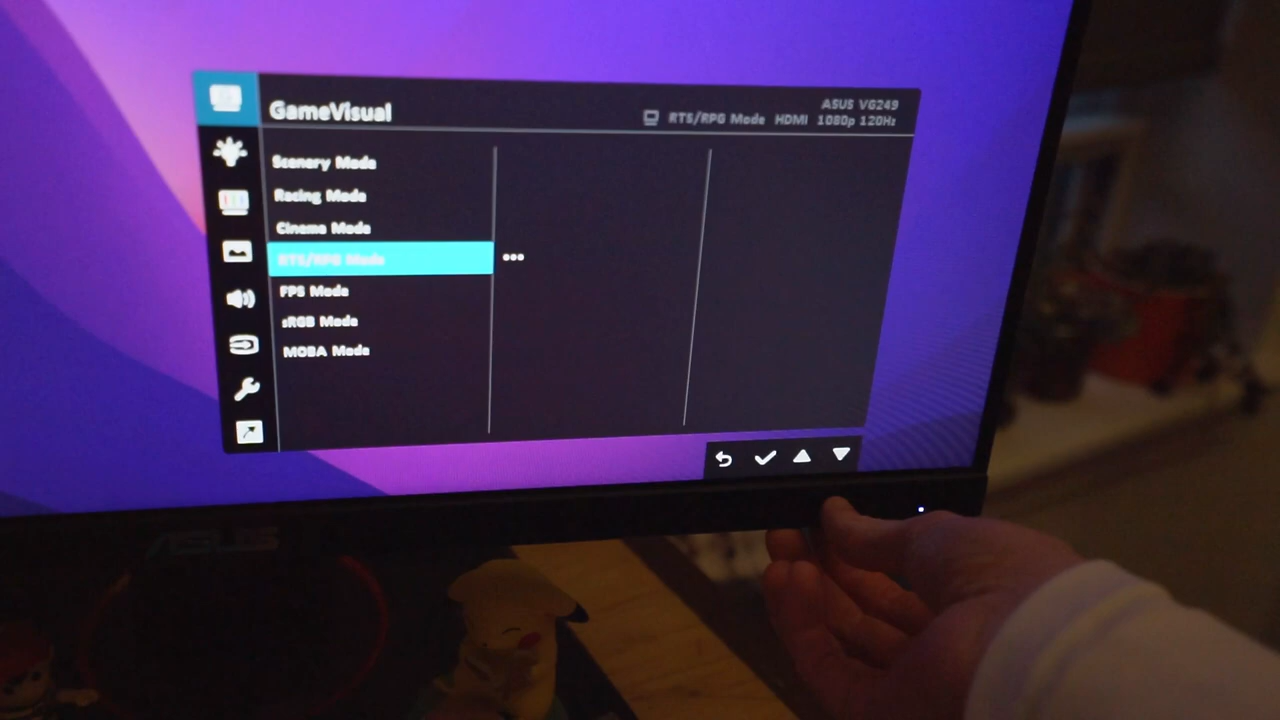 GameVisual
ASUS VG249
RTS/RPG Mode HDMI 1080p 120Hz
Scenery Mode
Racing Mode
Cinema Mode
RTS/RPG Mode
FPS Mode
sRGB Mode
MOBA Mode
ASUS